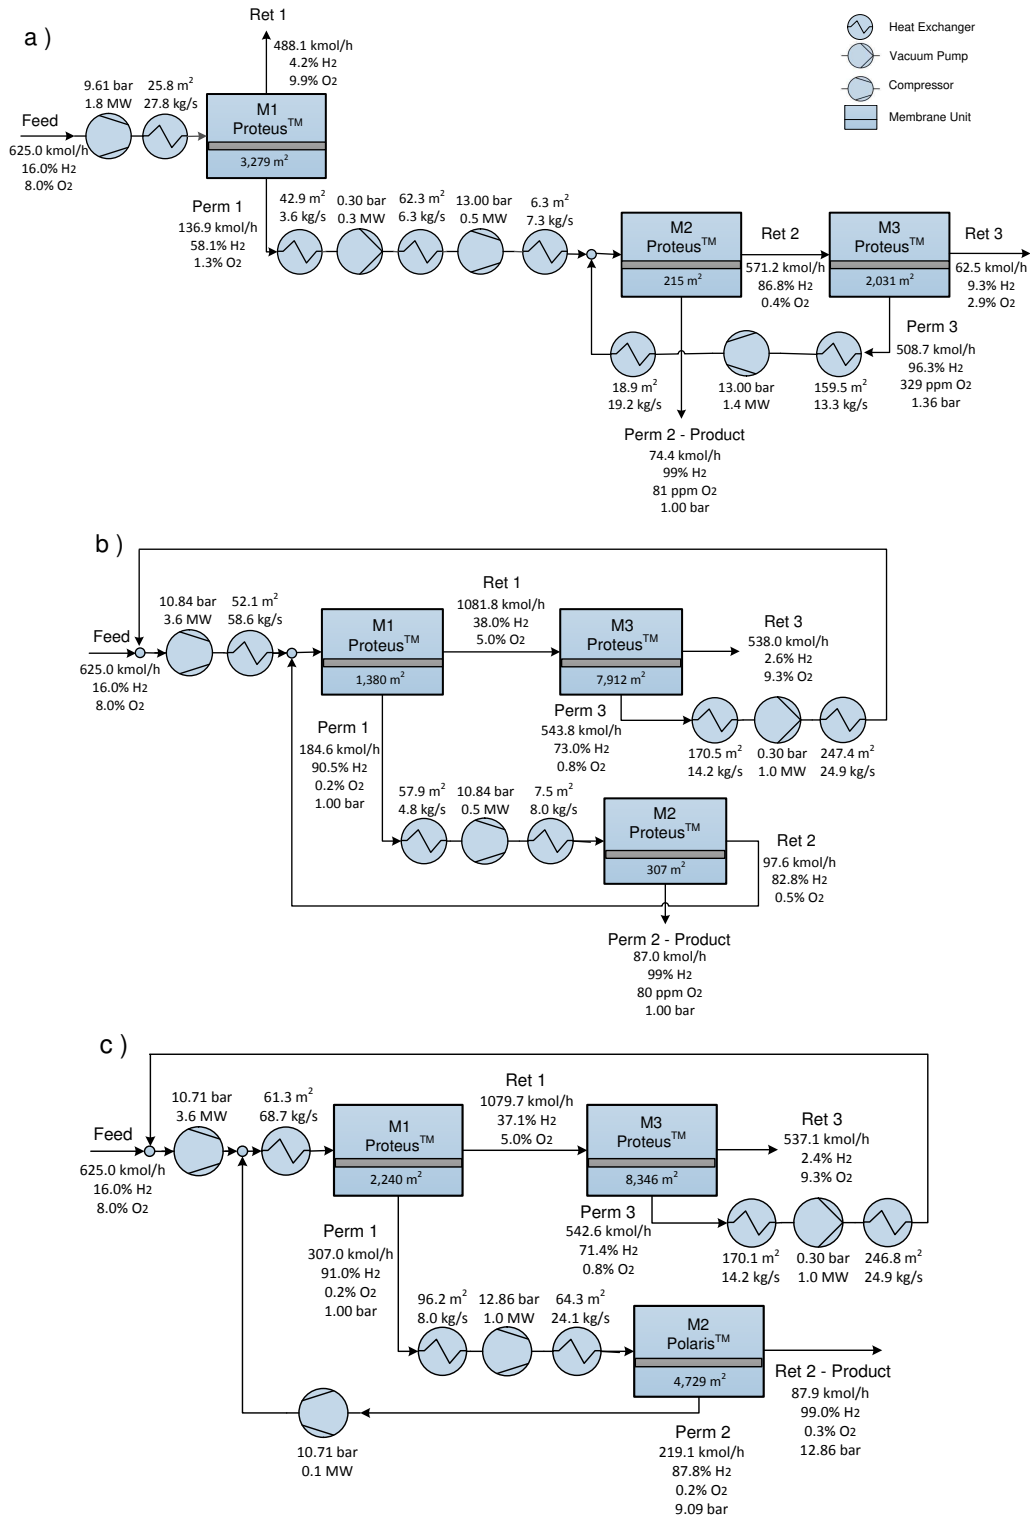 a )
Ret 1
488.1 kmol/h
4.2% H2
9.9% O2
Heat Exchanger
Vacuum Pump
Compressor
Membrane Unit
9.61 bar
1.8 MW
25.8 m²
27.8 kg/s
M1
Proteus™
3,279 m²
Feed
625.0 kmol/h
16.0% H2
8.0% O2
Perm 1
136.9 kmol/h
58.1% H2
1.3% O2
42.9 m²
3.6 kg/s
0.30 bar
0.3 MW
62.3 m²
6.3 kg/s
13.00 bar
0.5 MW
6.3 m²
7.3 kg/s
M2
Proteus™
215 m²
Ret 2
571.2 kmol/h
86.8% H2
0.4% O2
M3
Proteus™
2,031 m²
Ret 3
62.5 kmol/h
9.3% H2
2.9% O2
Perm 3
508.7 kmol/h
96.3% H2
329 ppm O2
1.36 bar
18.9 m²
19.2 kg/s
13.00 bar
1.4 MW
159.5 m²
13.3 kg/s
Perm 2 - Product
74.4 kmol/h
99% H2
81 ppm O2
1.00 bar
b )
Feed
625.0 kmol/h
16.0% H2
8.0% O2
10.84 bar
3.6 MW
52.1 m²
58.6 kg/s
M1
Proteus™
1,380 m²
Ret 1
1081.8 kmol/h
38.0% H2
5.0% O2
M3
Proteus™
7,912 m²
Ret 3
538.0 kmol/h
2.6% H2
9.3% O2
Perm 1
184.6 kmol/h
90.5% H2
0.2% O2
1.00 bar
Perm 3
543.8 kmol/h
73.0% H2
0.8% O2
170.5 m²
14.2 kg/s
0.30 bar
1.0 MW
247.4 m²
24.9 kg/s
57.9 m²
4.8 kg/s
10.84 bar
0.5 MW
7.5 m²
8.0 kg/s
M2
Proteus™
307 m²
Ret 2
97.6 kmol/h
82.8% H2
0.5% O2
Perm 2 - Product
87.0 kmol/h
99% H2
80 ppm O2
1.00 bar
c )
Feed
625.0 kmol/h
16.0% H2
8.0% O2
10.71 bar
3.6 MW
61.3 m²
68.7 kg/s
M1
Proteus™
2,240 m²
Ret 1
1079.7 kmol/h
37.1% H2
5.0% O2
M3
Proteus™
8,346 m²
Ret 3
537.1 kmol/h
2.4% H2
9.3% O2
Perm 1
307.0 kmol/h
91.0% H2
0.2% O2
1.00 bar
Perm 3
542.6 kmol/h
71.4% H2
0.8% O2
170.1 m²
14.2 kg/s
0.30 bar
1.0 MW
246.8 m²
24.9 kg/s
96.2 m²
8.0 kg/s
12.86 bar
1.0 MW
64.3 m²
24.1 kg/s
M2
Polaris™
4,729 m²
Ret 2 - Product
87.9 kmol/h
99.0% H2
0.3% O2
12.86 bar
10.71 bar
0.1 MW
Perm 2
219.1 kmol/h
87.8% H2
0.2% O2
9.09 bar